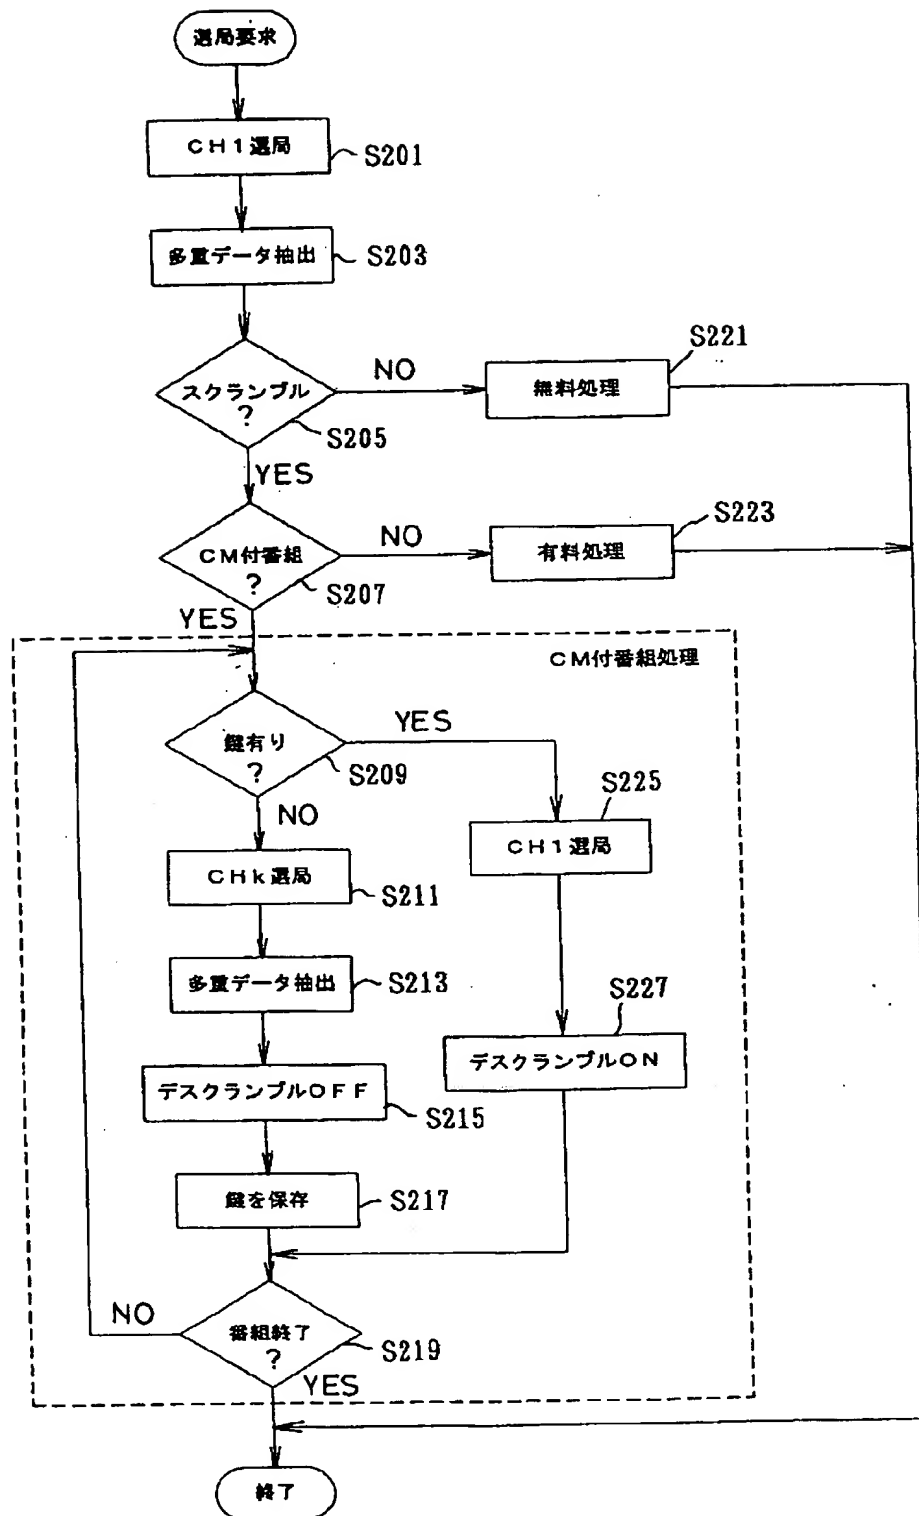 選局要求
CH1選局
S201
多重データ抽出
S203
スクランブル
?
S205
NO
S221
無料処理
YES
CM付番組
?
S207
NO
S223
有料処理
YES
CM付番組処理
鍵有り
?
S209
YES
S225
CH1選局
NO
CHk選局
S211
多重データ抽出
S213
S227
デスクランブルON
デスクランブルOFF
S215
鍵を保存
S217
番組終了
?
S219
NO
YES
終了